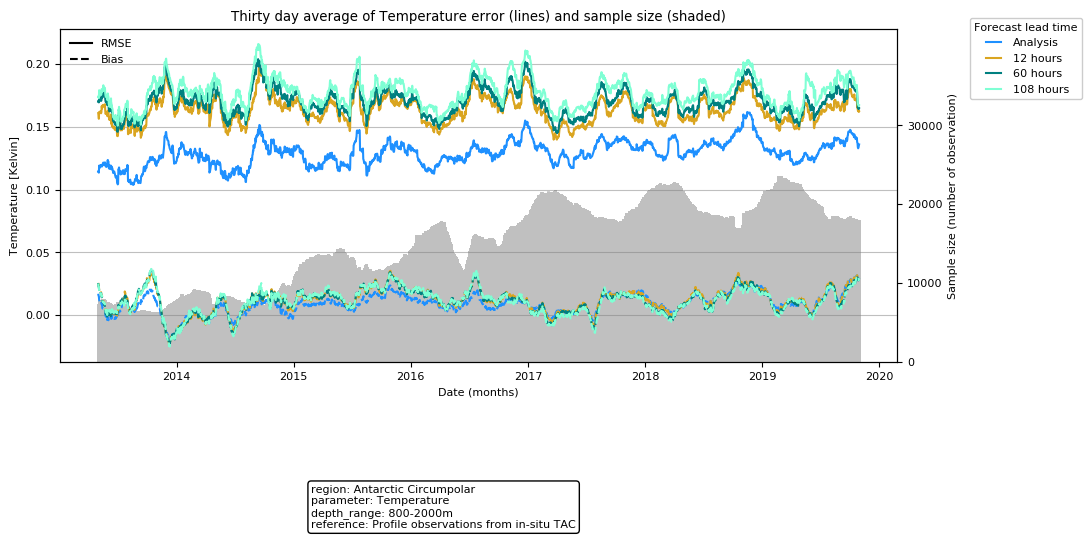 Thirty day average of Temperature error (lines) and sample size (shaded)
Forecast lead time
Analysis
12 hours
60 hours
108 hours
RMSE
Bias
Temperature [Kelvin]
0.20
0.15
0.10
0.05
0.00
30000
20000
10000
0
Sample size (number of observation)
2014 2015 2016 2017 2018 2019 2020
Date (months)
region: Antarctic Circumpolar
parameter: Temperature
depth_range: 800-2000m
reference: Profile observations from in-situ TAC